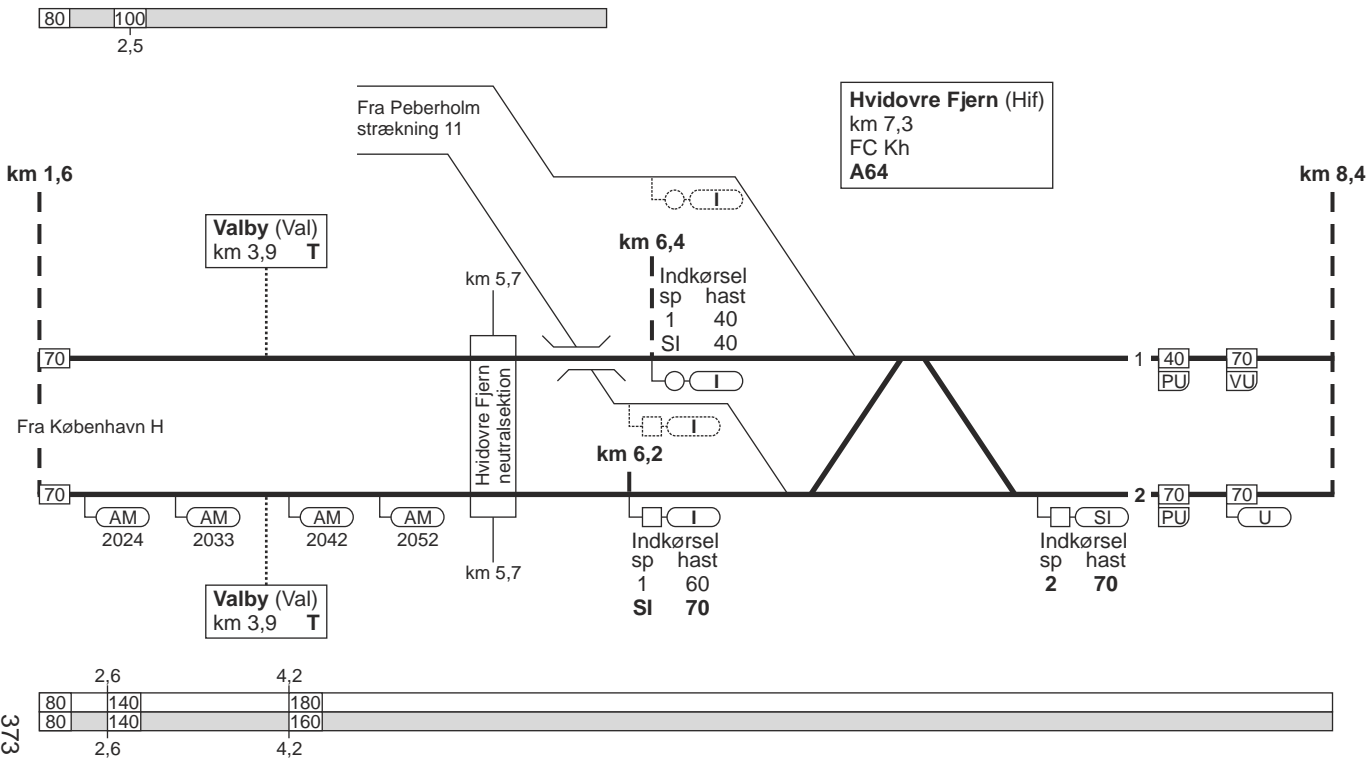 80 100
2,5
Fra Peberholm
strækning 11
Hvidovre Fjern (Hif)
km 7,3
FC Kh
A64
km 1,6
km 8,4
I
Valby (Val)
km 3,9 T
km 6,4
Indkørsel
sp hast
1 40
SI 40
km 5,7
70
1 40 70
I
PU VU
Fra København H
Hvidovre Fjern
neutralsektion
I
km 6,2
70
2 70 70
AM AM AM AM
2024 2033 2042 2052
I
SI
PU U
Indkørsel
sp hast
1 60
SI 70
Indkørsel
sp hast
2 70
km 5,7
Valby (Val)
km 3,9 T
2,6 4,2
80 140 180
80 140 160
2,6 4,2
373